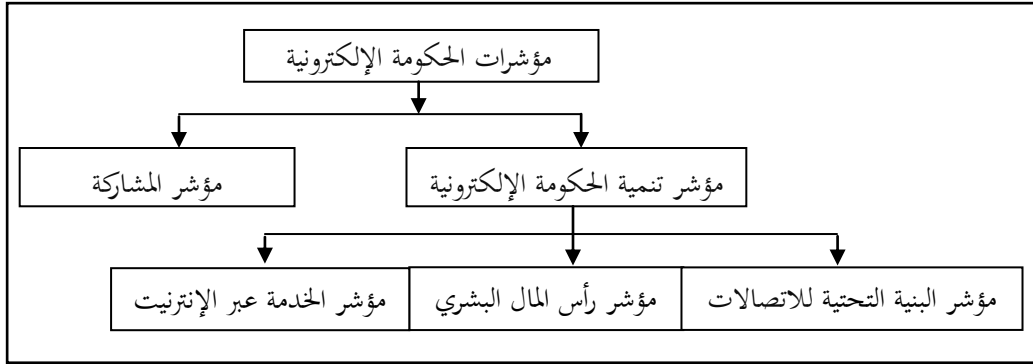 مؤشرات الحكومة الإلكترونية
مؤشر تنمية الحكومة الإلكترونية
مؤشر المشاركة
مؤشر البنية التحتية للاتصالات
مؤشر رأس المال البشري
مؤشر الخدمة عبر الإنترنيت